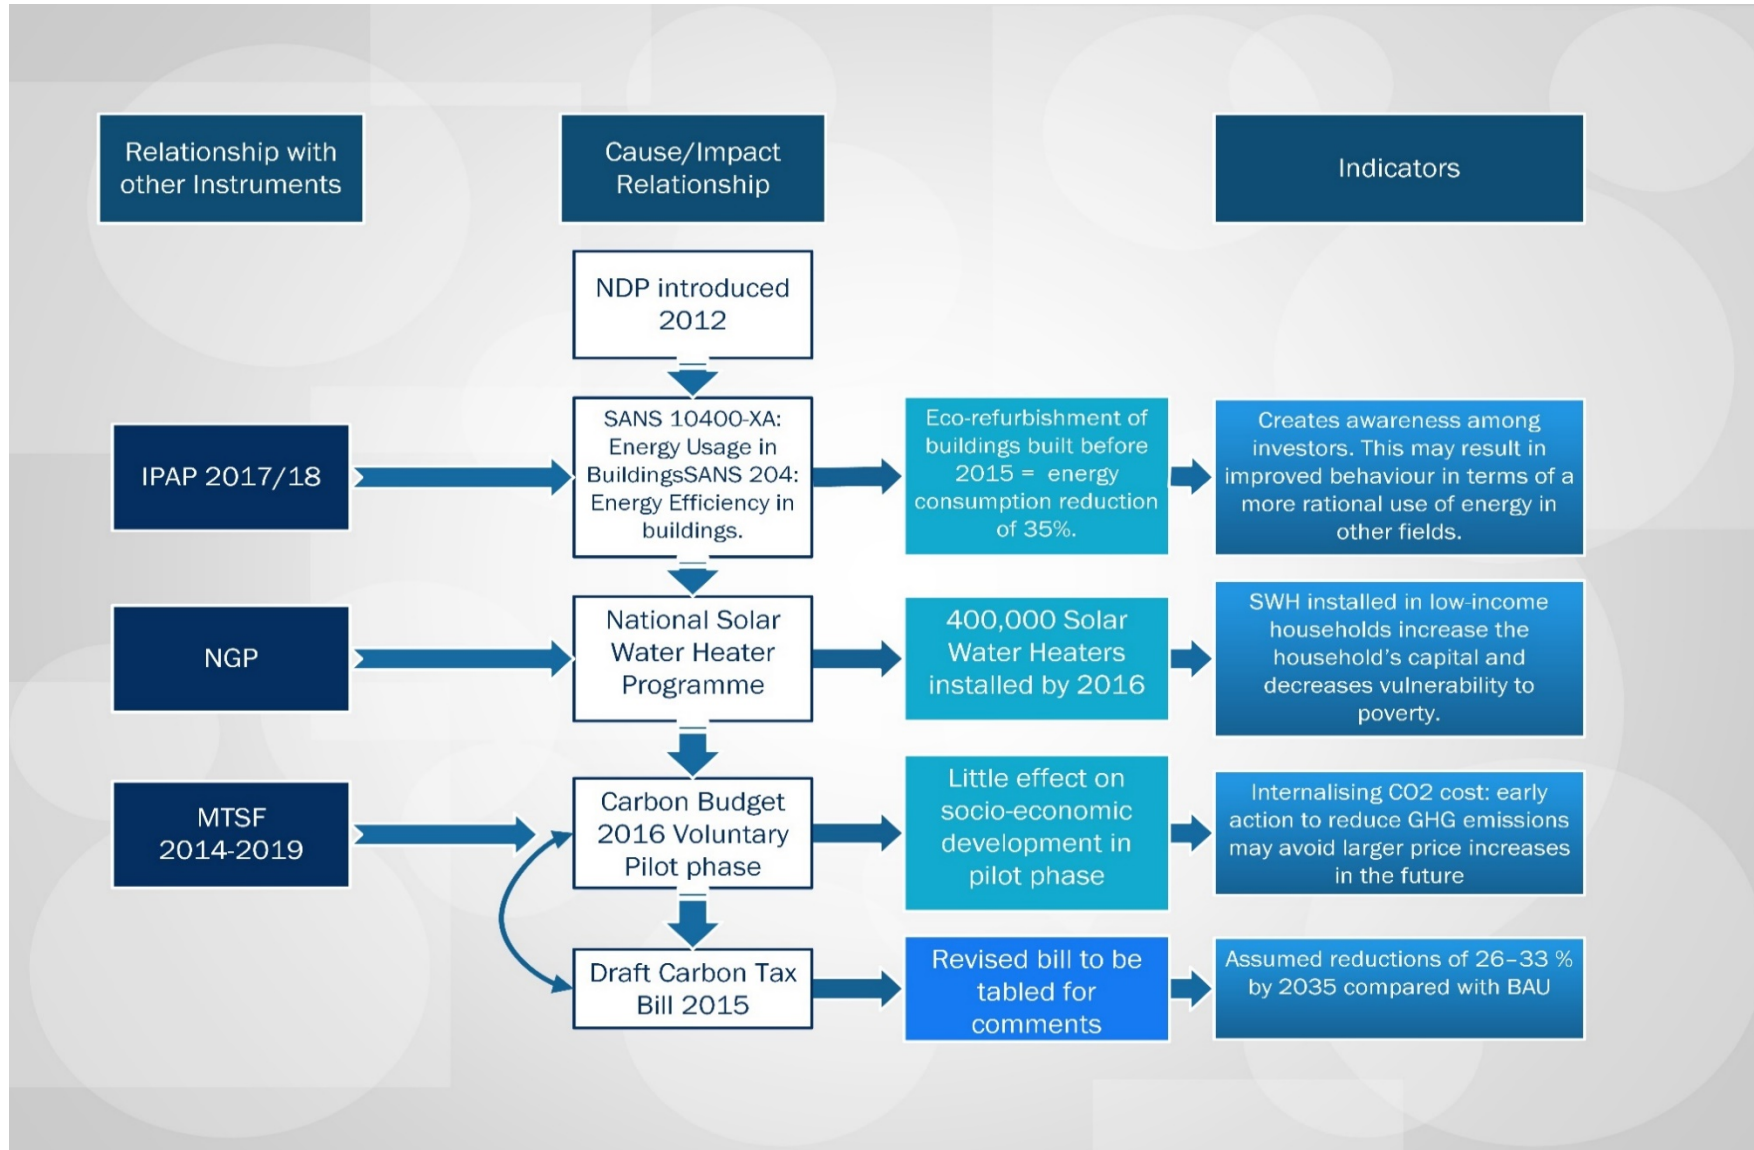 Relationship with
other Instruments
Cause/Impact
Relationship
Indicators
NDP introduced
2012
IPAP 2017/18
SANS 10400-XA:
Energy Usage in
BuildingsSANS 204:
Energy Efficiency in
buildings.
Eco-refurbishment of
buildings built before
2015 = energy
consumption reduction
of 35%.
Creates awareness among
investors. This may result in
improved behaviour in terms of a
more rational use of energy in
other fields.
NGP
National Solar
Water Heater
Programme
400,000 Solar
Water Heaters
installed by 2016
SWH installed in low-income
households increase the
household’s capital and
decreases vulnerability to
poverty.
MTSF
2014-2019
Carbon Budget
2016 Voluntary
Pilot phase
Little effect on
socio-economic
development in
pilot phase
Internalising CO2 cost: early
action to reduce GHG emissions
may avoid larger price increases
in the future
Draft Carbon Tax
Bill 2015
Revised bill to be
tabled for
comments
Assumed reductions of 26–33 %
by 2035 compared with BAU